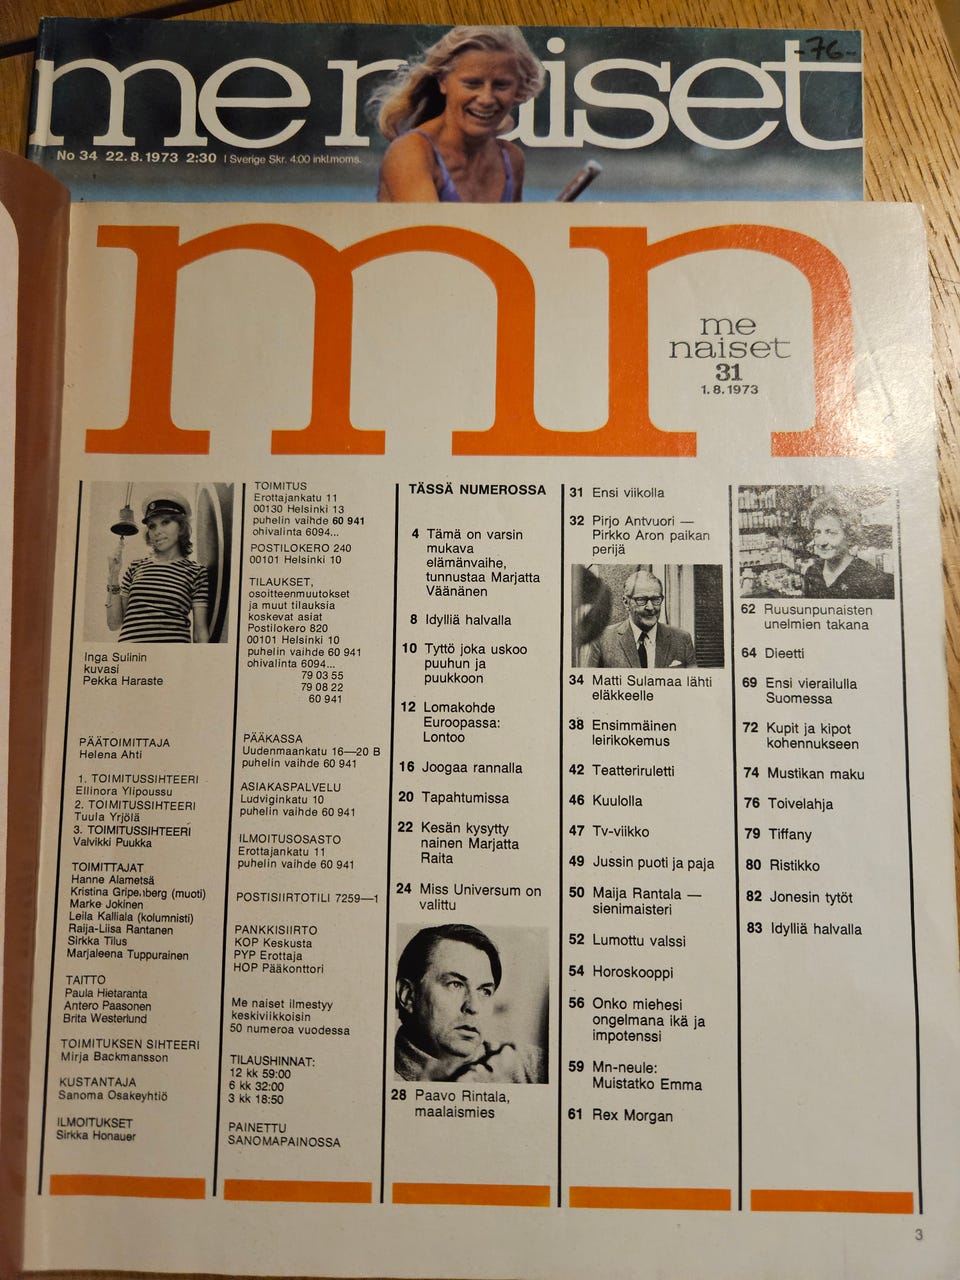 me naiset
-76-
No 34 22.8.1973 2:30 | Sverige Skr. 4:00 inkl.moms.
mn
me
naiset
31
1.8.1973
Inga Sulinin
kuvasi
Pekka Haraste
PÄÄTOIMITTAJA
Helena Ahti
1. TOIMITUSSIHTEERI
Ellinora Ylipoussu
2. TOIMITUSSIHTEERI
Tuula Yrjölä
3. TOIMITUSSIHTEERI
Valvikki Puukka
TOIMITTAJAT
Hanne Alametsä
Kristina Gripenberg (muoti)
Marke Jokinen
Leila Kalliala (kolumnisti)
Raija-Liisa Rantanen
Sirkka Tilus
Marjaleena Tuppurainen
TAITTO
Paula Hietaranta
Antero Paasonen
Brita Westerlund
TOIMITUKSEN SIHTEERI
Mirja Backmansson
KUSTANTAJA
Sanoma Osakeyhtiö
ILMOITUKSET
Sirkka Honauer
TOIMITUS
Erottajankatu 11
00130 Helsinki 13
puhelin vaihde 60 941
ohivalinta 6094...
POSTILOKERO 240
00101 Helsinki 10
TILAUKSET,
osoitteenmuutokset
ja muut tilauksia
koskevat asiat
Postilokero 820
00101 Helsinki 10
puhelin vaihde 60 941
ohivalinta 6094...
79 03 55
79 08 22
60 941
PÄÄKASSA
Uudenmaankatu 16—20 B
puhelin vaihde 60 941
ASIAKASPALVELU
Ludviginkatu 10
puhelin vaihde 60 941
ILMOITUSOSASTO
Erottajankatu 11
puhelin vaihde 60 941
POSTISIIRTOTILI 7259—1
PANKKISIIRTO
KOP Keskusta
PYP Erottaja
HOP Pääkonttori
Me naiset ilmestyy
keskiviikkoisin
50 numeroa vuodessa
TILAUSHINNAT:
12 kk 59:00
6 kk 32:00
3 kk 18:50
PAINETTU
SANOMAPAINOSSA
TÄSSÄ NUMEROSSA
4 Tämä on varsin
mukava
elämänvaihe,
tunnustaa Marjatta
Väänänen
8 Idylliä halvalla
10 Tyttö joka uskoo
puuhun ja
puukkoon
12 Lomakohde
Euroopassa:
Lontoo
16 Joogaa rannalla
20 Tapahtumissa
22 Kesän kysytty
nainen Marjatta
Raita
24 Miss Universum on
valittu
28 Paavo Rintala,
maalaismies
31 Ensi viikolla
32 Pirjo Antvuori —
Pirkko Aron paikan
perijä
34 Matti Sulamaa lähti
eläkkeelle
38 Ensimmäinen
leirikokemus
42 Teatteriruletti
46 Kuulolla
47 Tv-viikko
49 Jussin puoti ja paja
50 Maija Rantala —
sienimaisteri
52 Lumottu valssi
54 Horoskooppi
56 Onko miehesi
ongelmana ikä ja
impotenssi
59 Mn-neule:
Muistatko Emma
61 Rex Morgan
62 Ruusunpunaisten
unelmien takana
64 Dieetti
69 Ensi vierailulla
Suomessa
72 Kupit ja kipot
kohennukseen
74 Mustikan maku
76 Toivelahja
79 Tiffany
80 Ristikko
82 Jonesin tytöt
83 Idylliä halvalla
3